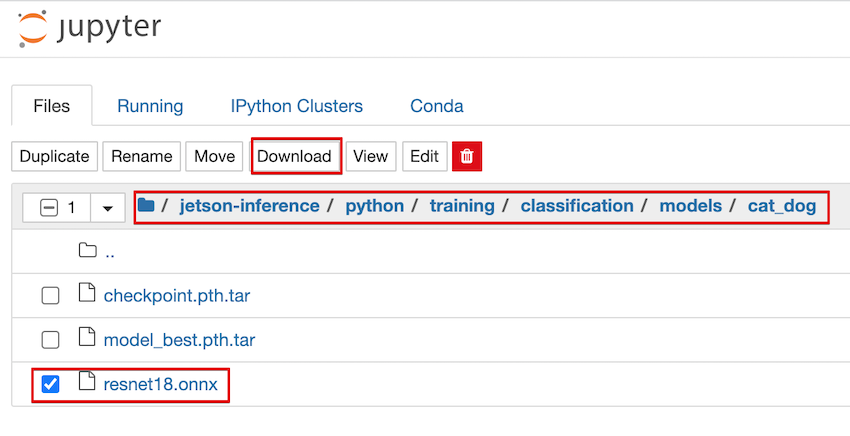 jupyter
Files Running IPython Clusters Conda
Duplicate Rename Move Download View Edit
1 / jetson-inference / python / training / classification / models / cat_dog
..
checkpoint.pth.tar
model_best.pth.tar
resnet18.onnx